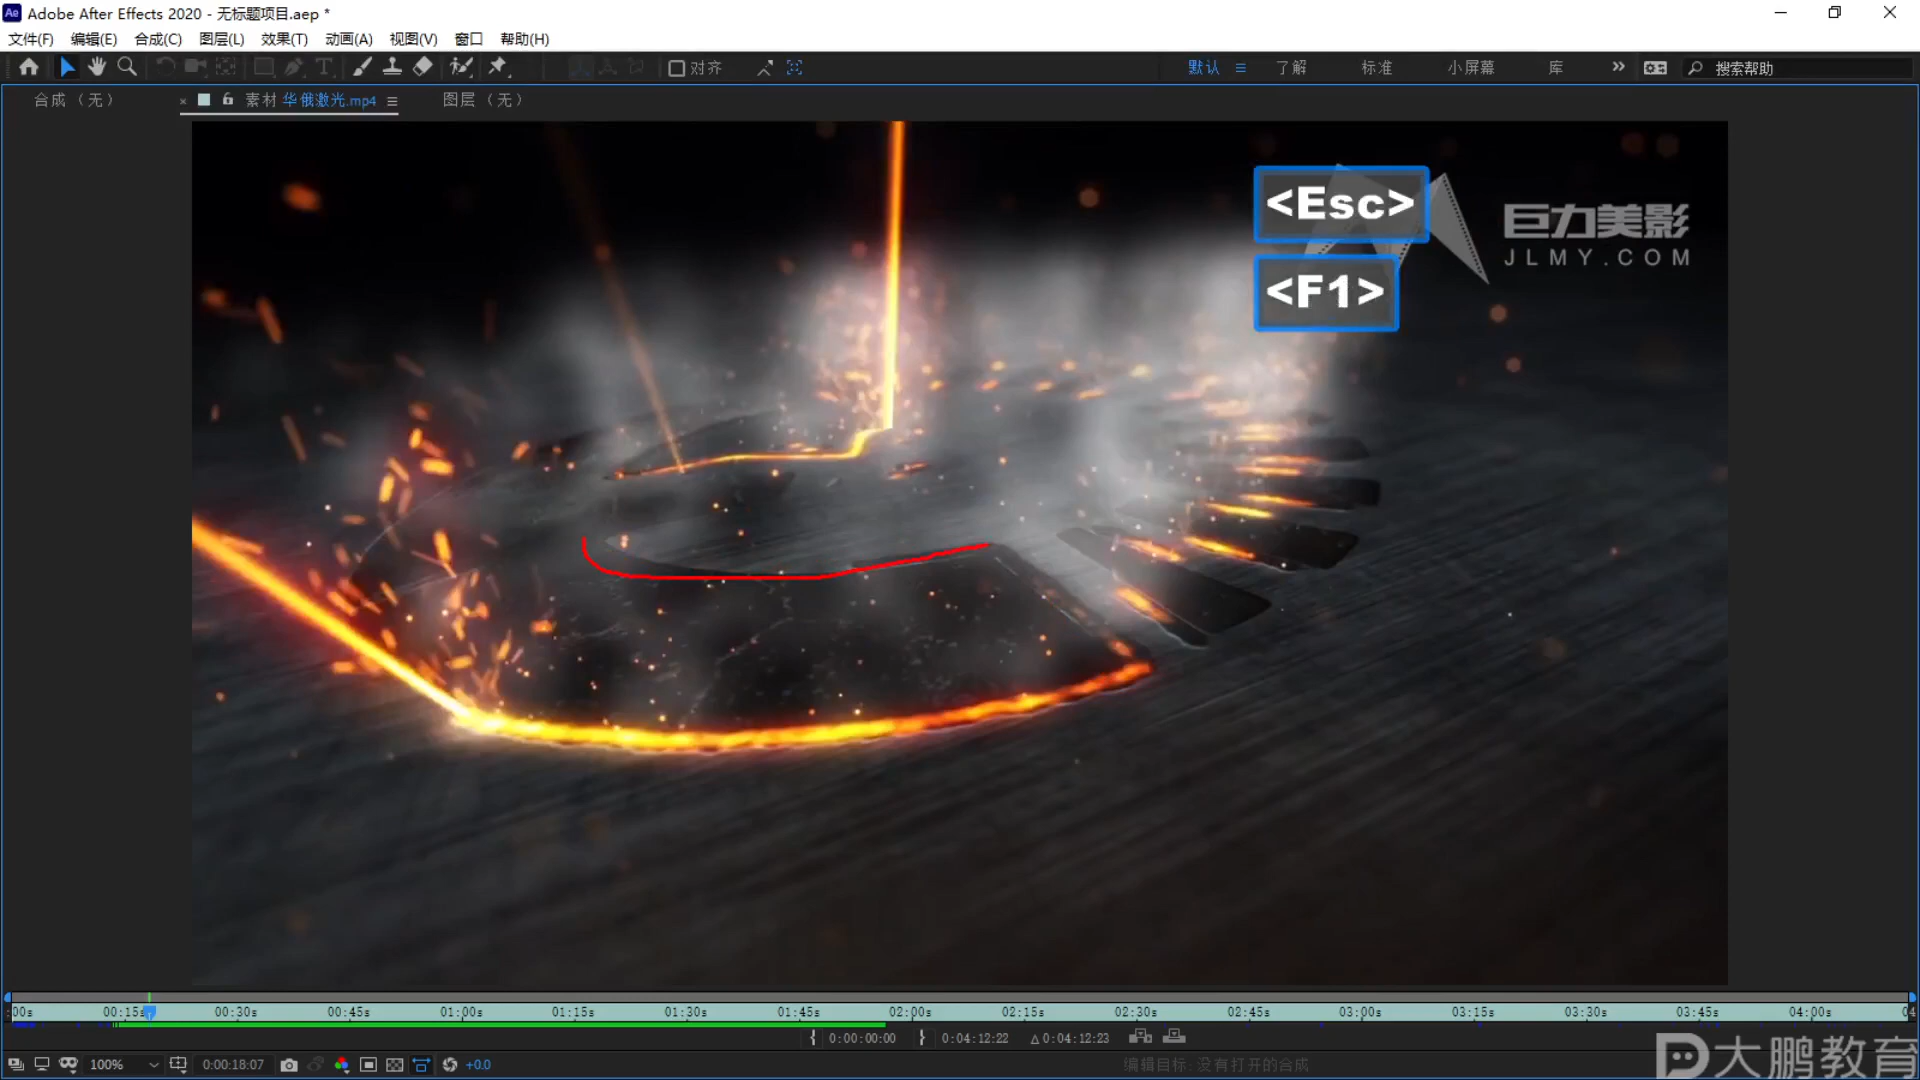 Adobe After Effects 2020 - 无标题项目.aep *
文件(F) 编辑(E) 合成(C) 图层(L) 效果(T) 动画(A) 视图(V) 窗口 帮助(H)
对齐 默认 了解 标准 小屏幕 库 搜索帮助
合成 （无） 素材 华俄激光.mp4 图层 （无）
<Esc>
<F1>
巨力美影
JLMY.COM
00s 00:15s 00:30s 00:45s 01:00s 01:15s 01:30s 01:45s 02:00s 02:15s 02:30s 02:45s 03:00s 03:15s 03:30s 03:45s 04:00s 04
0:00:00:00 0:04:12:22 Δ 0:04:12:23
100% 0:00:18:07 +0.0 编辑目标: 没有打开的合成
大鹏教育